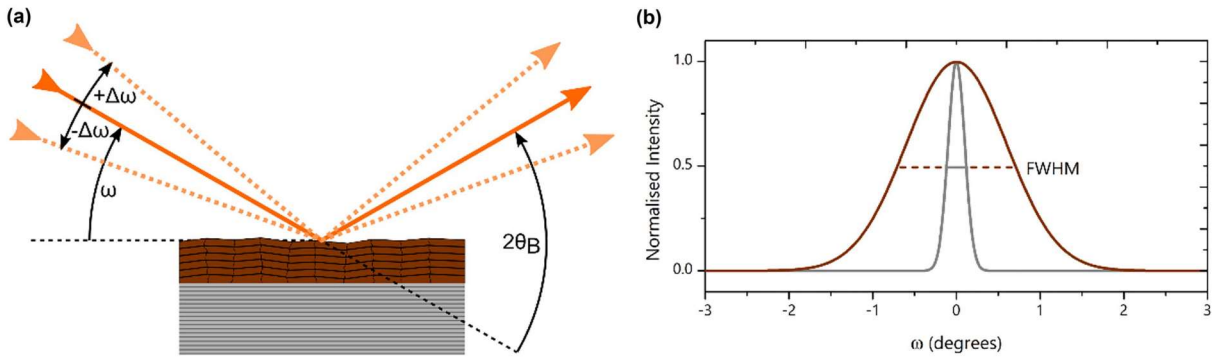 (a)
+Δω
-Δω
ω
2θB
(b)
Normalised Intensity
1.0
0.5
0.0
FWHM
-3 -2 -1 0 1 2 3
ω (degrees)